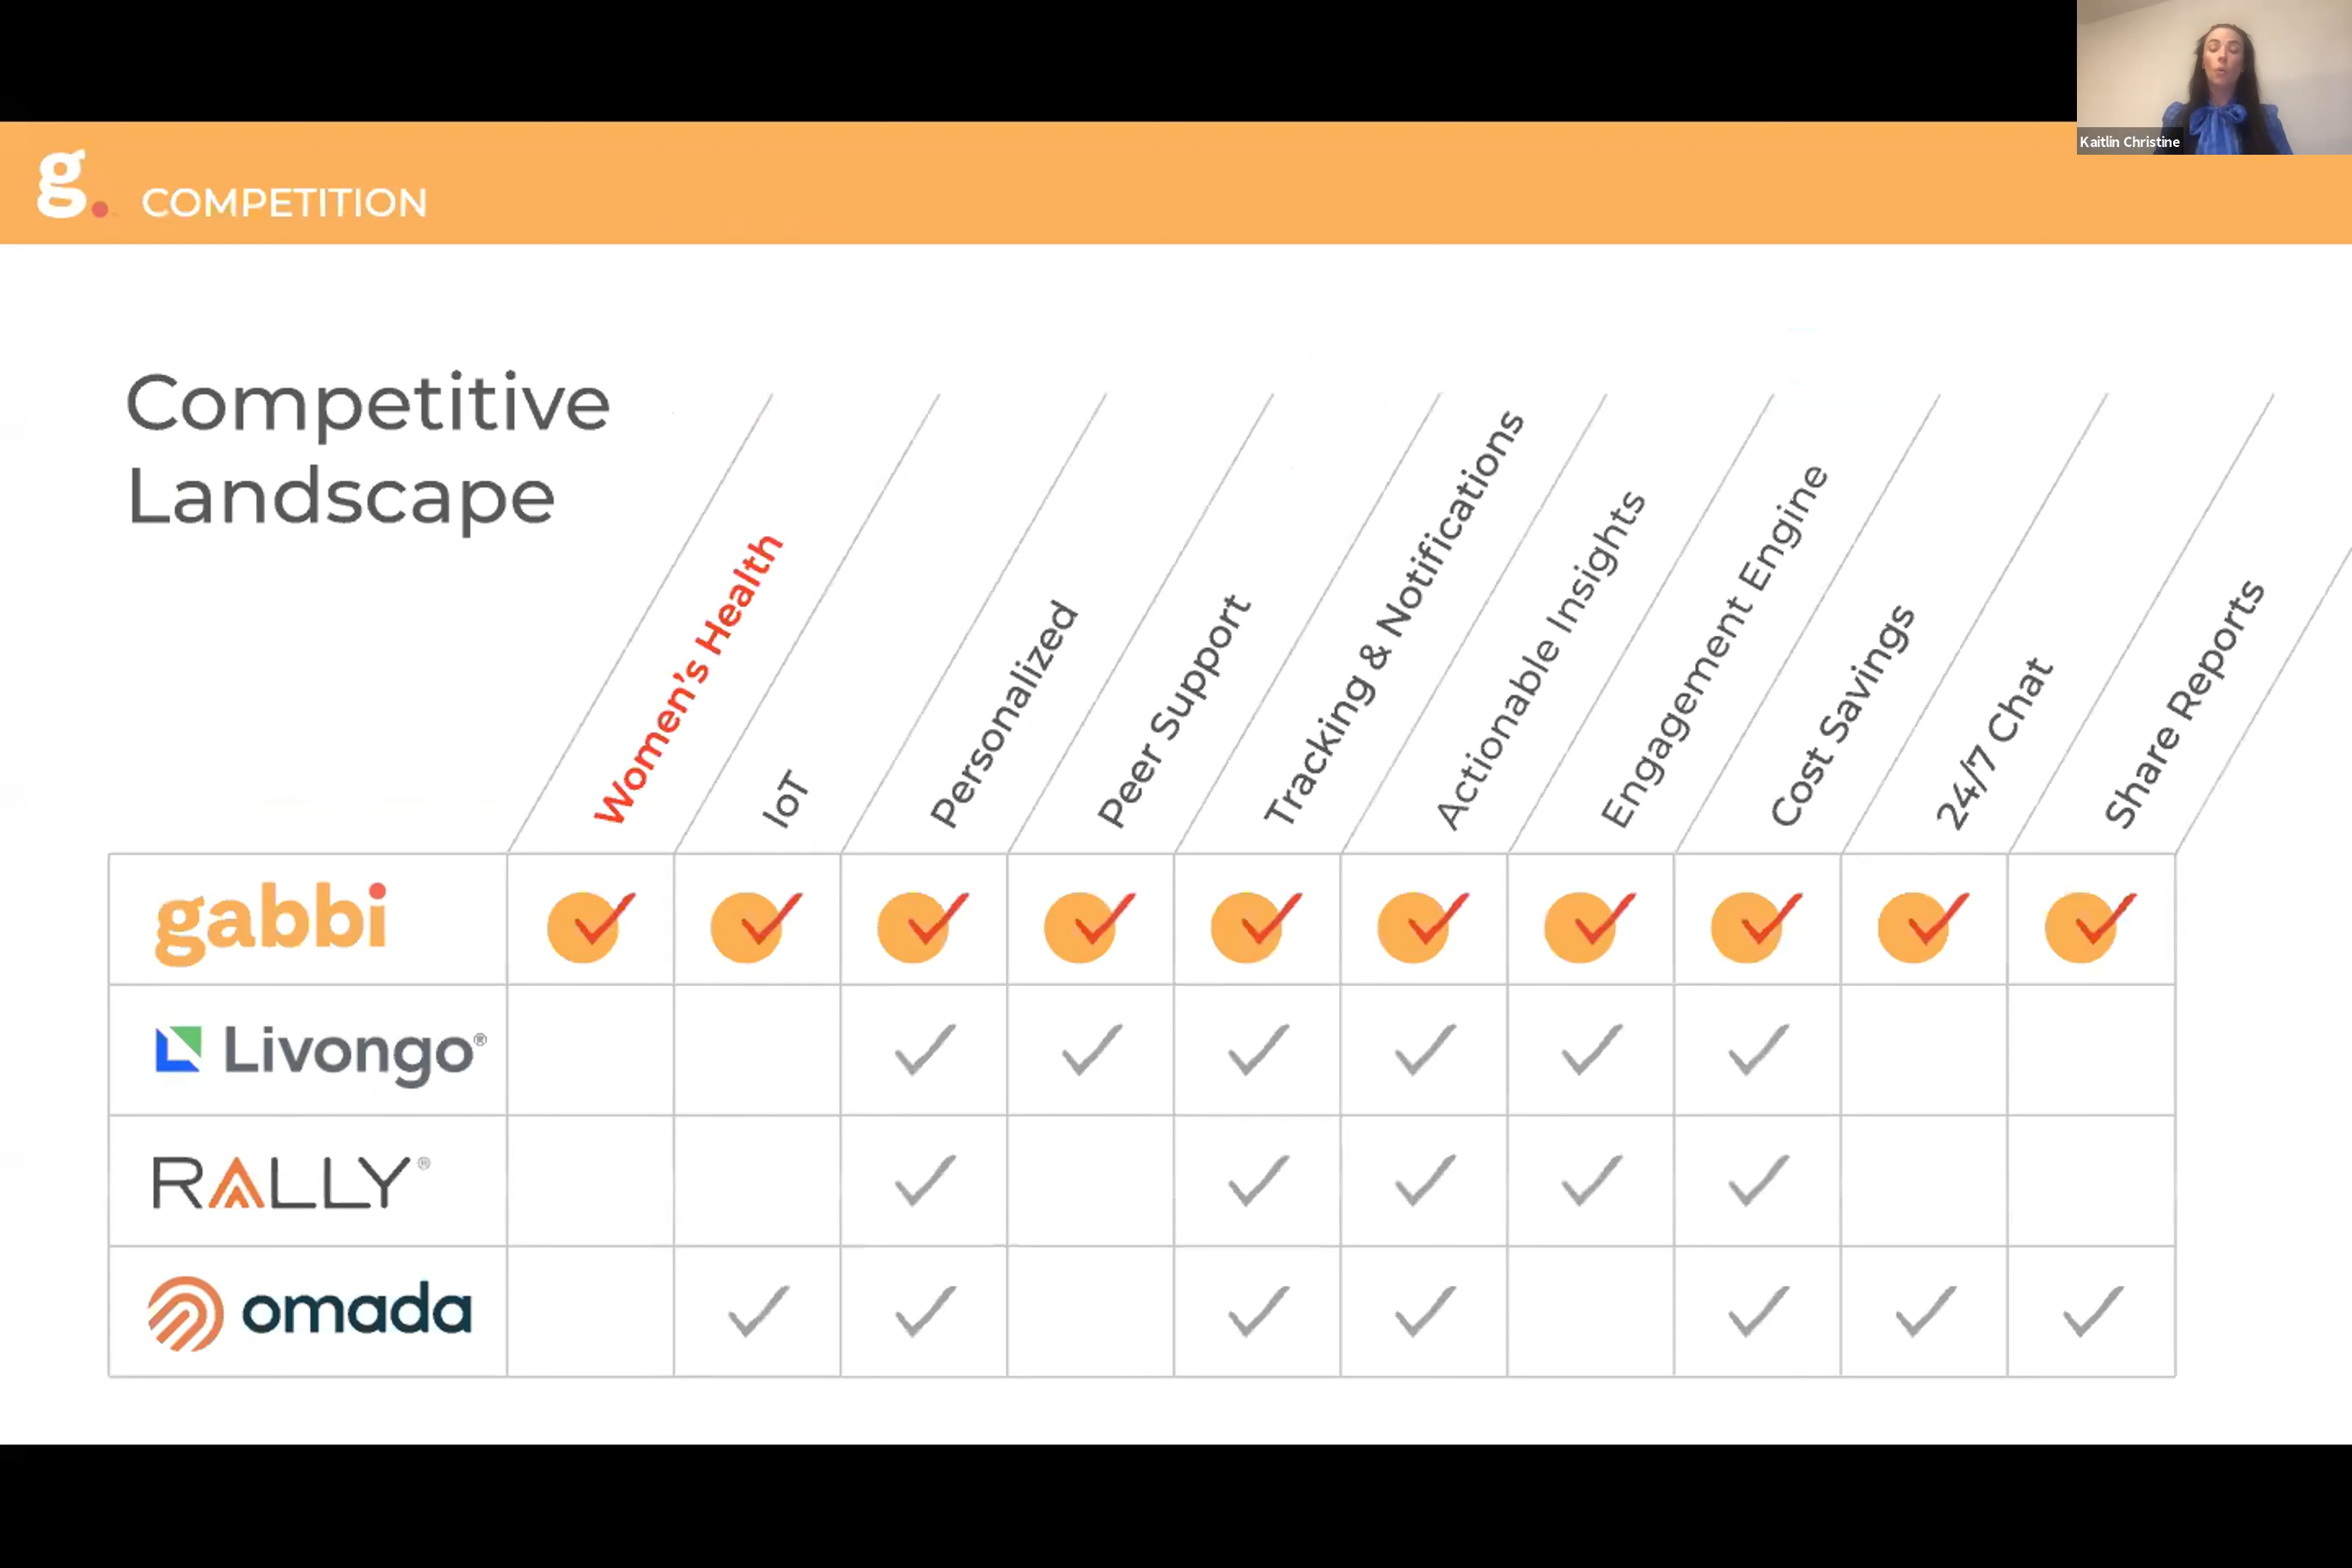 Kaitlin Christine
g. COMPETITION
Competitive
Landscape
Women's Health
IoT
Personalized
Peer Support
Tracking & Notifications
Actionable Insights
Engagement Engine
Cost Savings
24/7 Chat
Share Reports
gabbi
Livongo®
RALLY®
omada